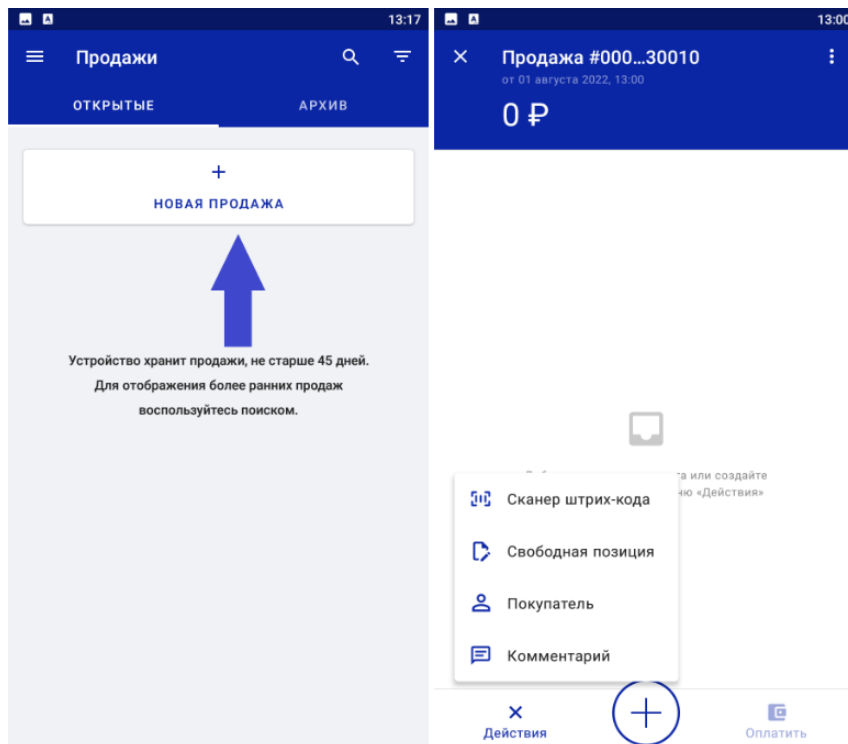 13:17
Продажи
ОТКРЫТЫЕ
АРХИВ
+
НОВАЯ ПРОДАЖА
Устройство хранит продажи, не старше 45 дней.
Для отображения более ранних продаж
воспользуйтесь поиском.
13:00
Продажа #000...30010
от 01 августа 2022, 13:00
0 ₽
или создайте
«Действия»
Сканер штрих-кода
Свободная позиция
Покупатель
Комментарий
Действия
Оплатить